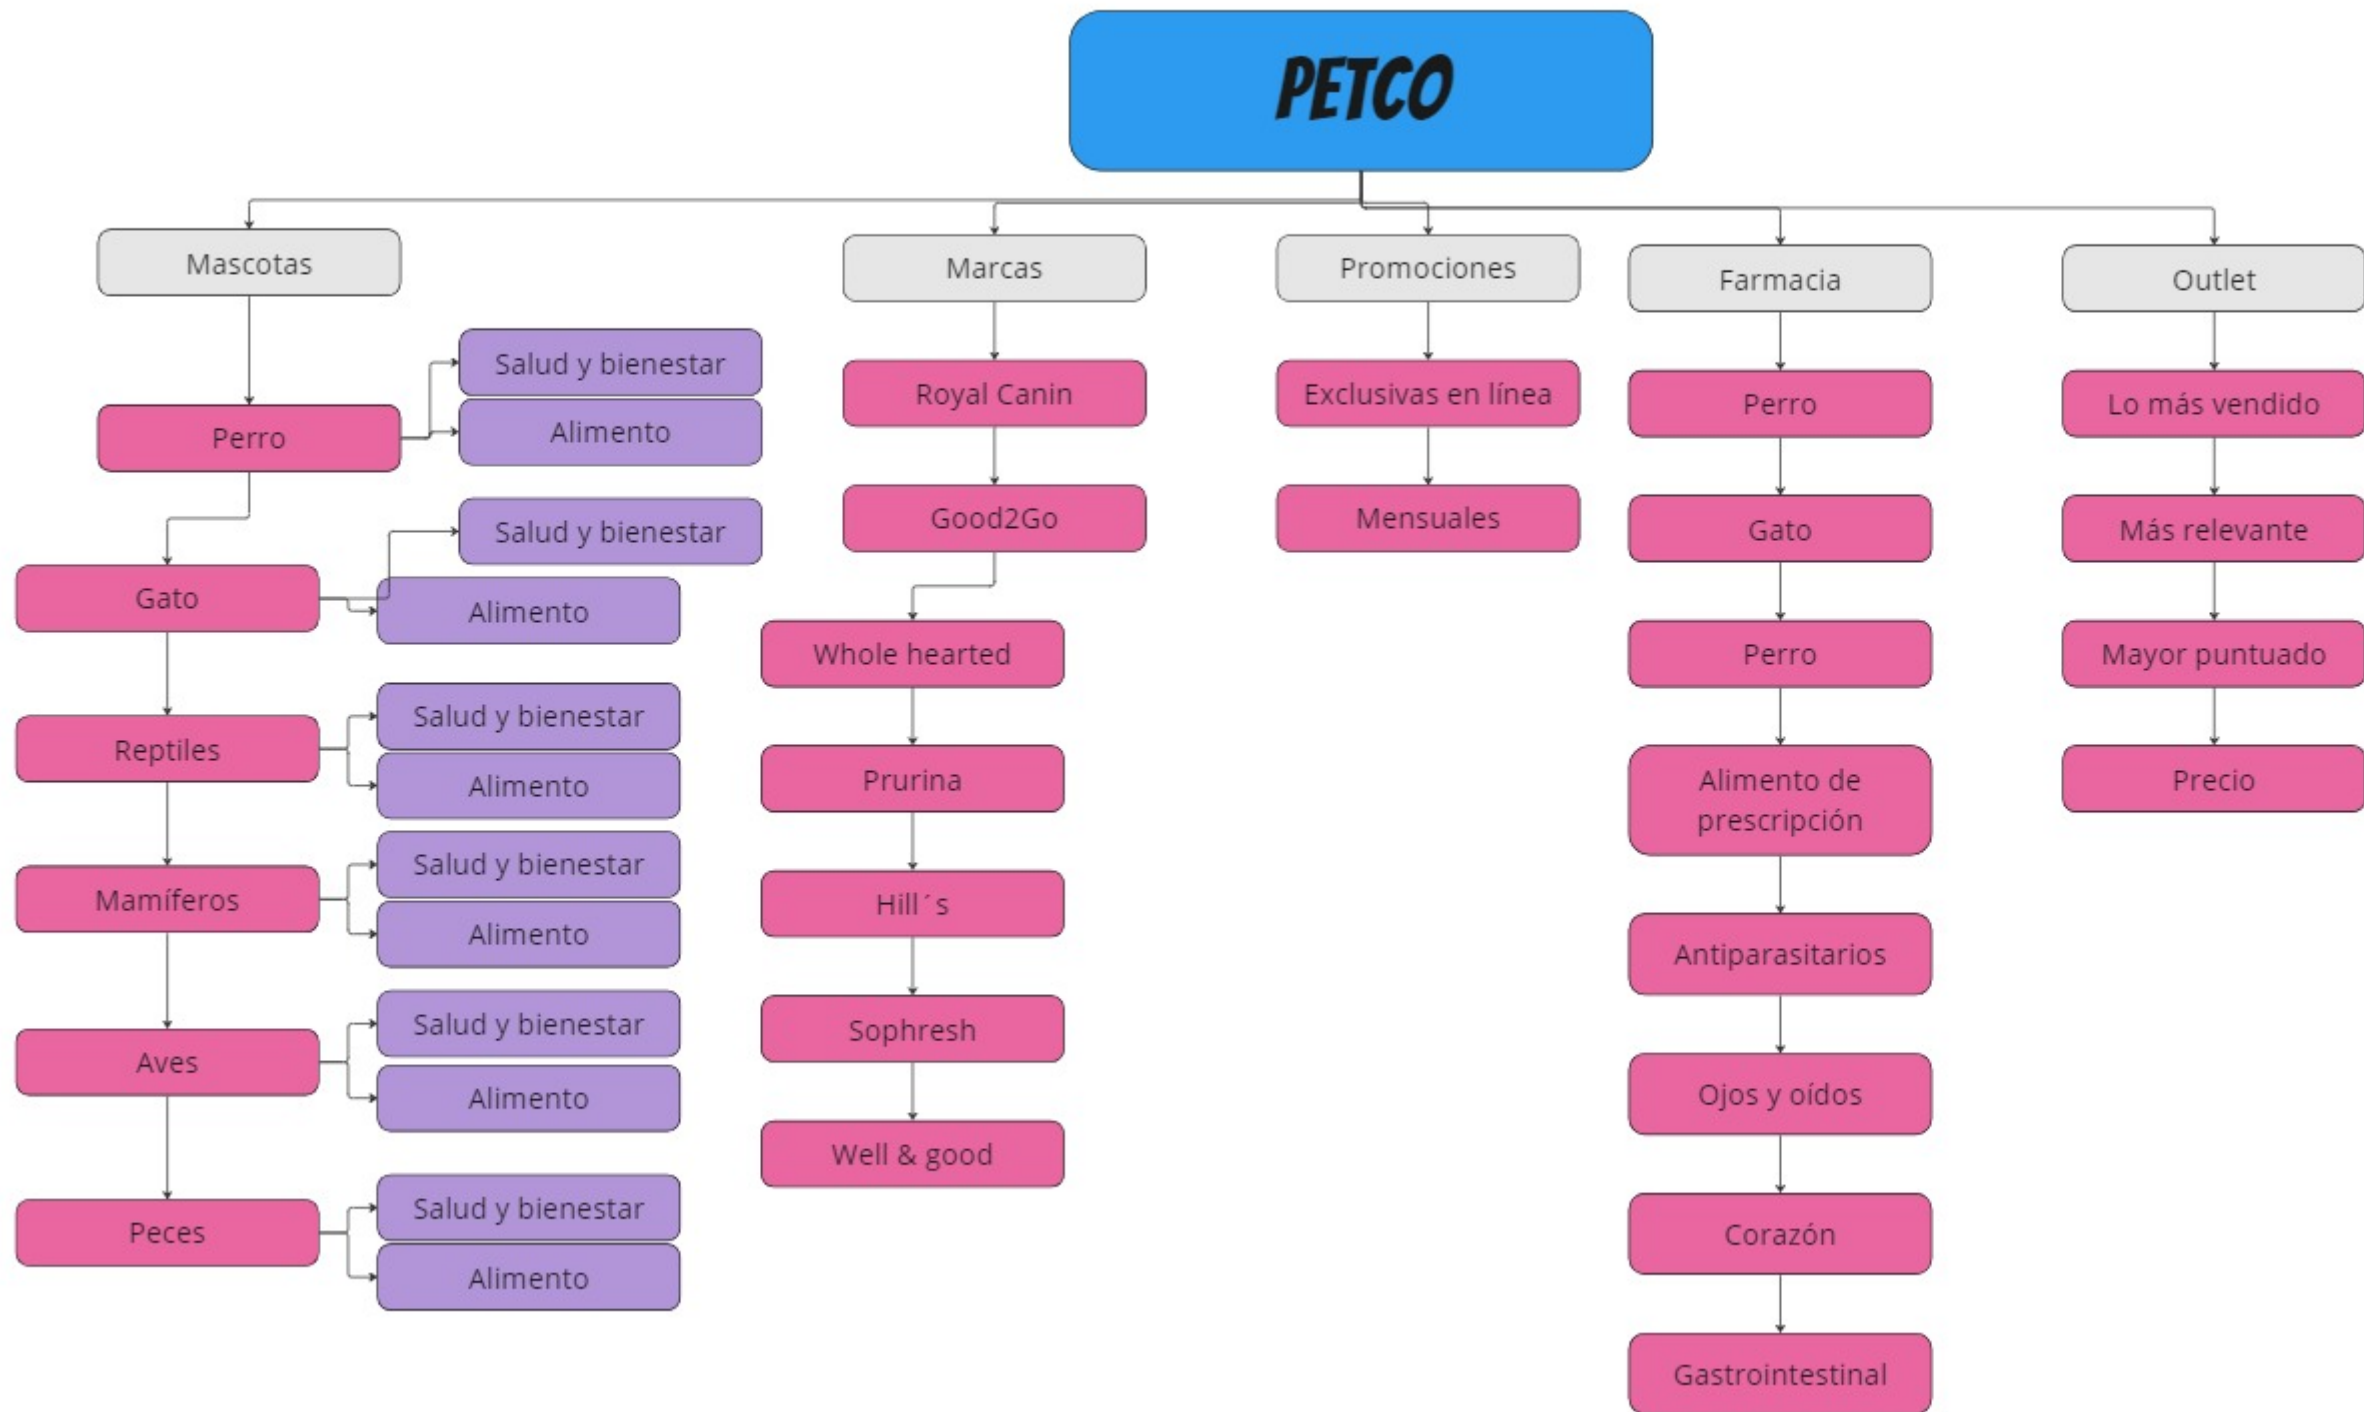 PETCO
Mascotas
Perro
Salud y bienestar
Alimento
Gato
Salud y bienestar
Alimento
Reptiles
Salud y bienestar
Alimento
Mamíferos
Salud y bienestar
Alimento
Aves
Salud y bienestar
Alimento
Peces
Salud y bienestar
Alimento
Marcas
Royal Canin
Good2Go
Whole hearted
Prurina
Hill´s
Sophresh
Well & good
Promociones
Exclusivas en línea
Mensuales
Farmacia
Perro
Gato
Perro
Alimento de
prescripción
Antiparasitarios
Ojos y oídos
Corazón
Gastrointestinal
Outlet
Lo más vendido
Más relevante
Mayor puntuado
Precio